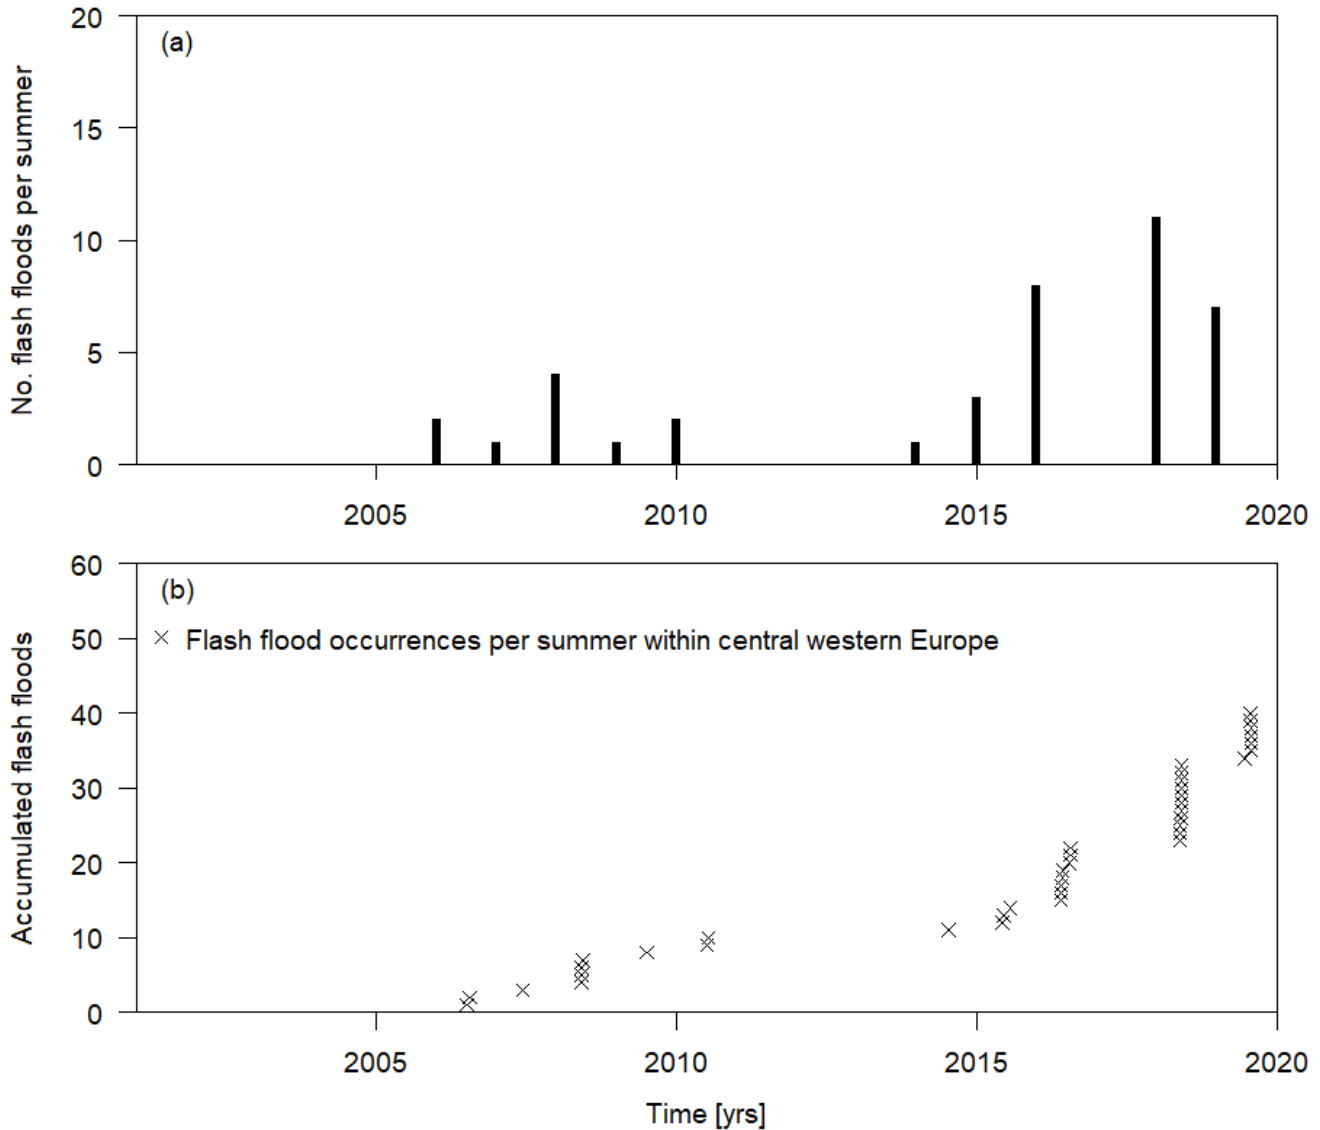 (a)
No. flash floods per summer
20
15
10
5
0
2005 2010 2015 2020
(b)
× Flash flood occurrences per summer within central western Europe
Accumulated flash floods
60
50
40
30
20
10
0
2005 2010 2015 2020
Time [yrs]